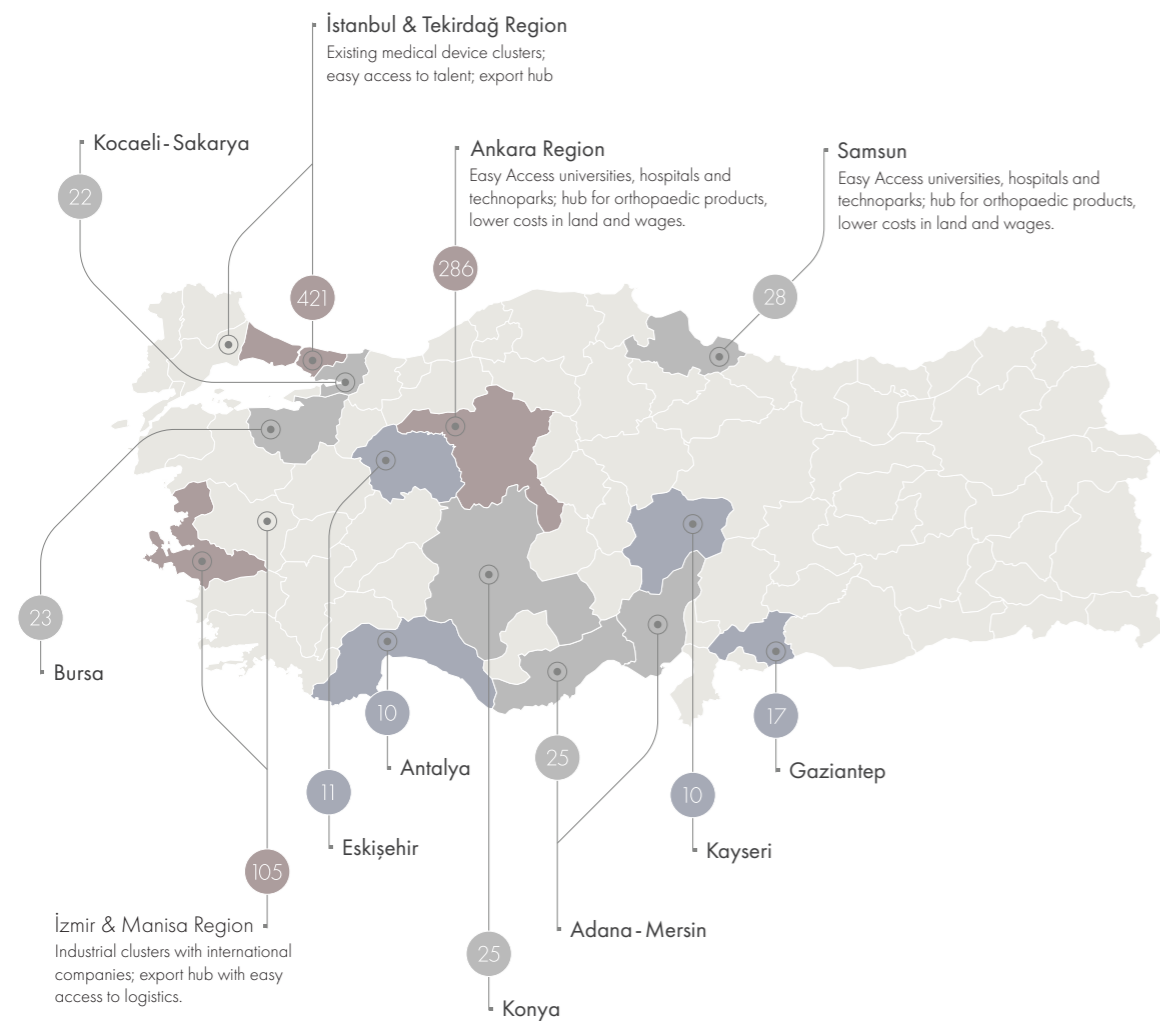 İstanbul & Tekirdağ Region
Existing medical device clusters;
easy access to talent; export hub
Kocaeli-Sakarya
22
Ankara Region
Easy Access universities, hospitals and
technoparks; hub for orthopaedic products,
lower costs in land and wages.
Samsun
Easy Access universities, hospitals and
technoparks; hub for orthopaedic products,
lower costs in land and wages.
286
421
28
23
Bursa
10
Antalya
17
Gaziantep
25
11
Eskişehir
10
Kayseri
105
İzmir & Manisa Region
Industrial clusters with international
companies; export hub with easy
access to logistics.
Adana-Mersin
25
Konya